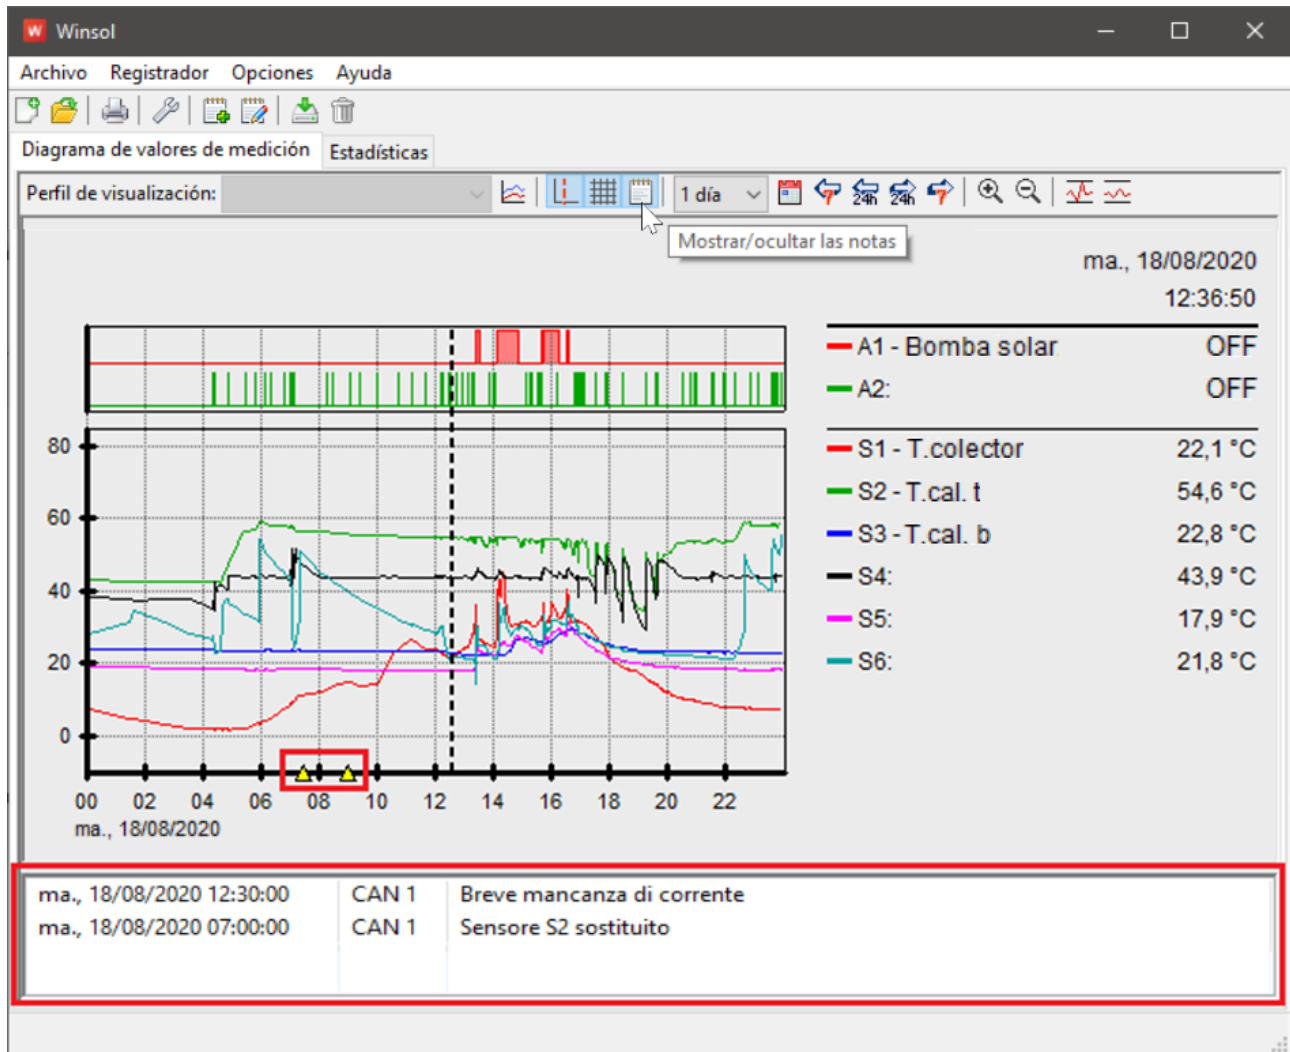 Winsol
Archivo Registrador Opciones Ayuda
Diagrama de valores de medición Estadísticas
Perfil de visualización: 1 día 7 24h 24h 7
Mostrar/ocultar las notas
ma., 18/08/2020
12:36:50
A1 - Bomba solar OFF
A2: OFF
80
60
40
20
0
S1 - T.colector 22,1 °C
S2 - T.cal. t 54,6 °C
S3 - T.cal. b 22,8 °C
S4: 43,9 °C
S5: 17,9 °C
S6: 21,8 °C
00 02 04 06 08 10 12 14 16 18 20 22
ma., 18/08/2020
ma., 18/08/2020 12:30:00 CAN 1 Breve mancanza di corrente
ma., 18/08/2020 07:00:00 CAN 1 Sensore S2 sostituito